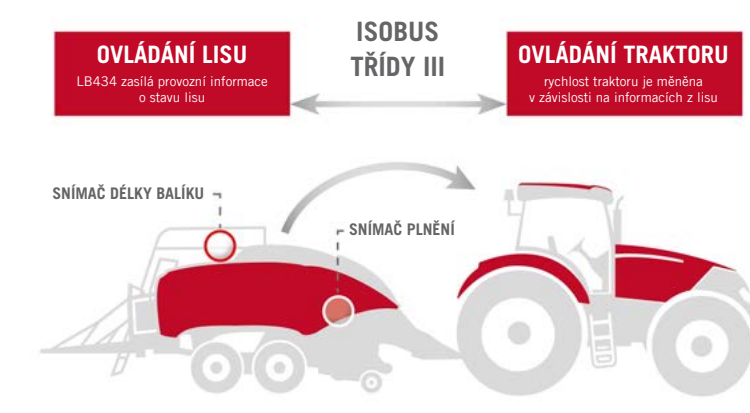 OVLÁDÁNÍ LISU
LB434 zasílá provozní informace
o stavu lisu
ISOBUS
TŘÍDY III
OVLÁDÁNÍ TRAKTORU
rychlost traktoru je měněna
v závislosti na informacích z lisu
SNÍMAČ DÉLKY BALÍKU
SNÍMAČ PLNĚNÍ